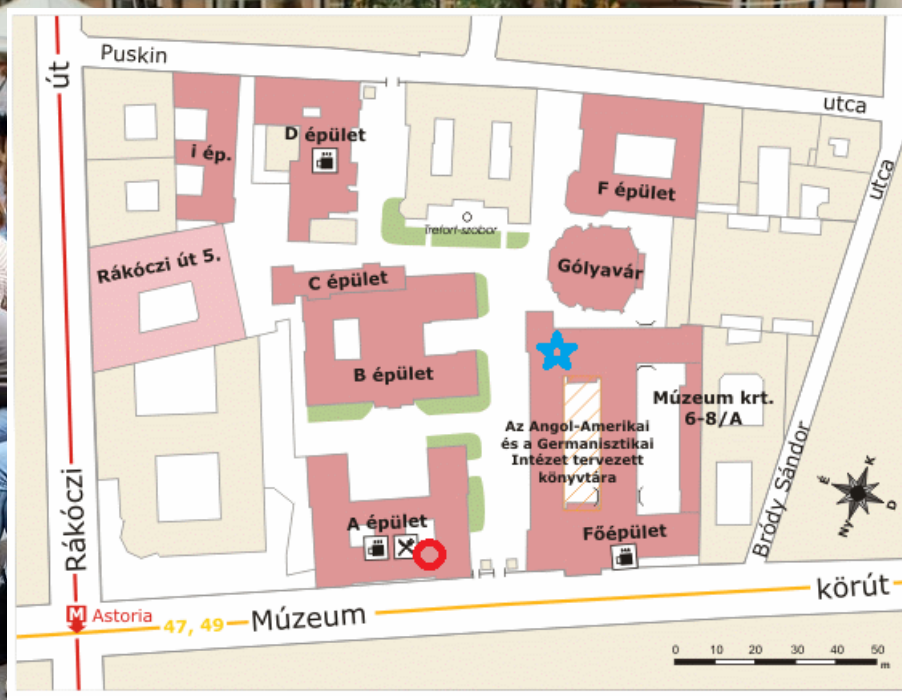 Puskin
utca
út
D épület
i ép.
F épület
utca
Trefort-szobor
Rákóczi út 5.
C épület
Gólyavár
B épület
Múzeum krt.
6-8/A
Az Angol-Amerikai
és a Germanisztikai
Intézet tervezett
könyvtára
Bródy Sándor
É
K
Ny
D
Rákóczi
A épület
Főépület
M Astoria
47, 49
Múzeum
körút
0 10 20 30 40 50
m